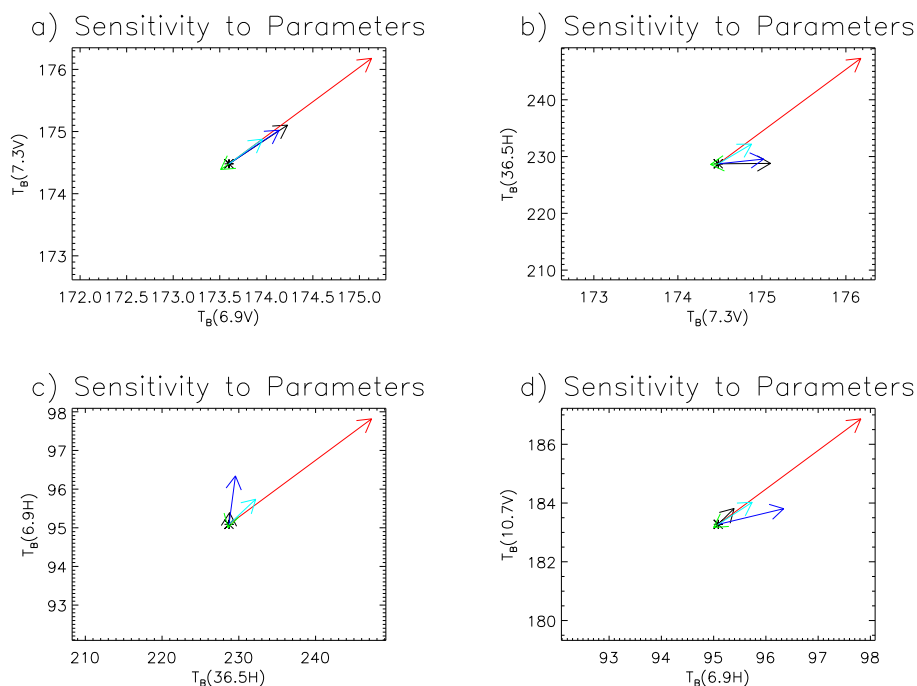 a) Sensitivity to Parameters
176
175
174
173
T_B(7.3V)
172.0 172.5 173.0 173.5 174.0 174.5 175.0
T_B(6.9V)
b) Sensitivity to Parameters
240
230
220
210
T_B(36.5H)
173 174 175 176
T_B(7.3V)
c) Sensitivity to Parameters
98
97
96
95
94
93
T_B(6.9H)
210 220 230 240
T_B(36.5H)
d) Sensitivity to Parameters
186
184
182
180
T_B(10.7V)
93 94 95 96 97 98
T_B(6.9H)